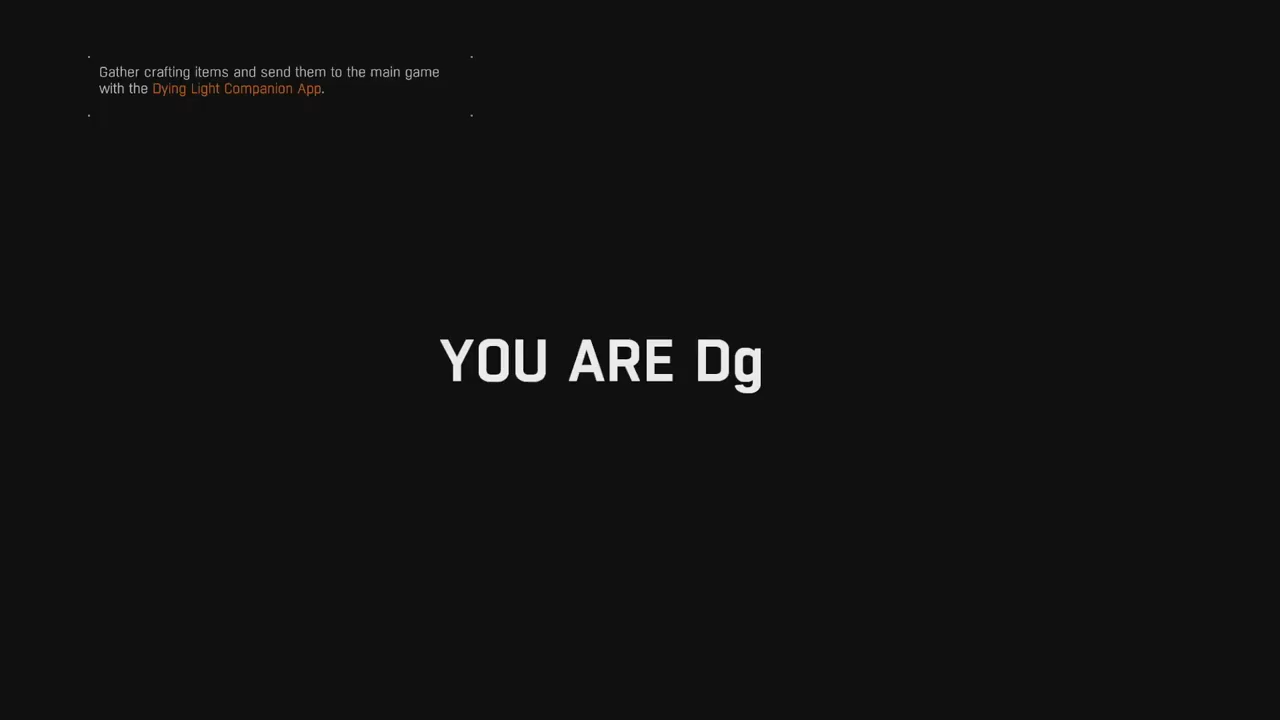 Gather crafting items and send them to the main game
with the Dying Light Companion App.
YOU ARE Dg